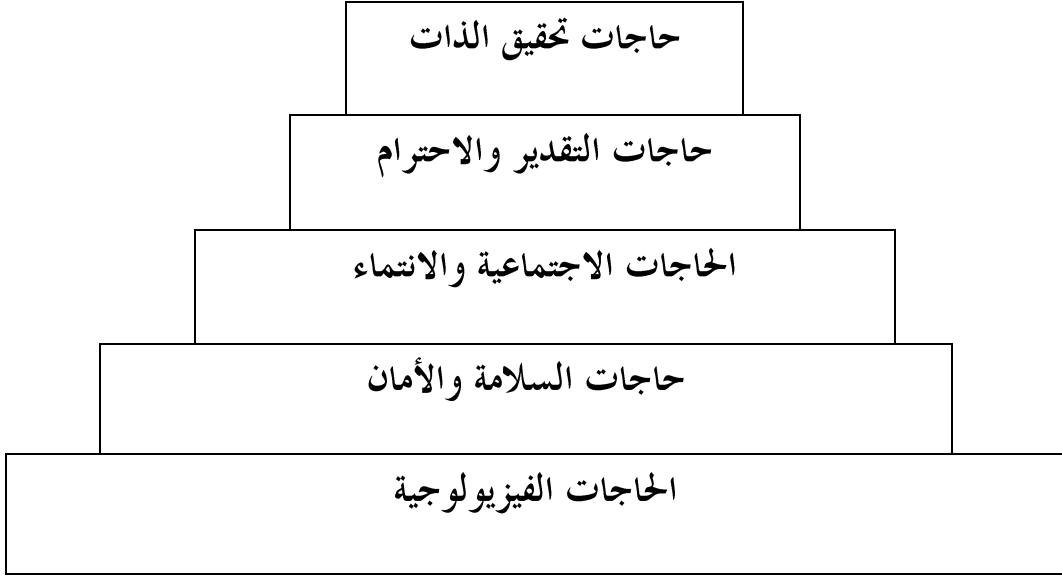 حاجات تحقيق الذات
حاجات التقدير والاحترام
الحاجات الاجتماعية والانتماء
حاجات السلامة والأمان
الحاجات الفيزيولوجية